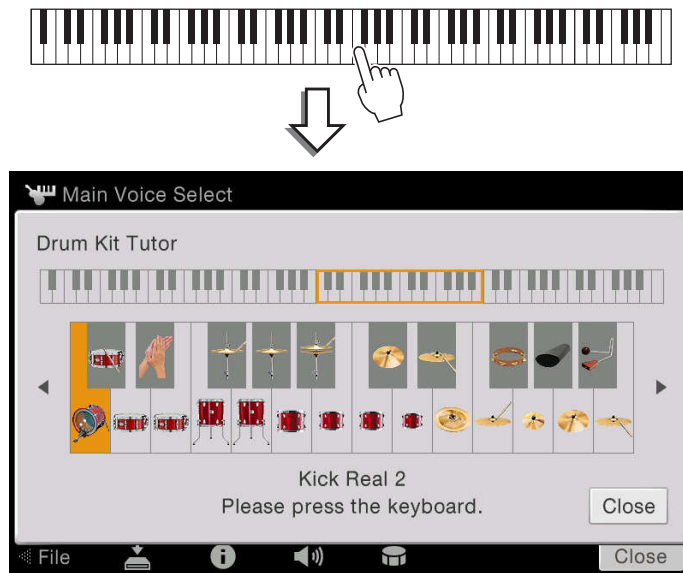 Main Voice Select
Drum Kit Tutor
Kick Real 2
Please press the keyboard.
Close
File
Close